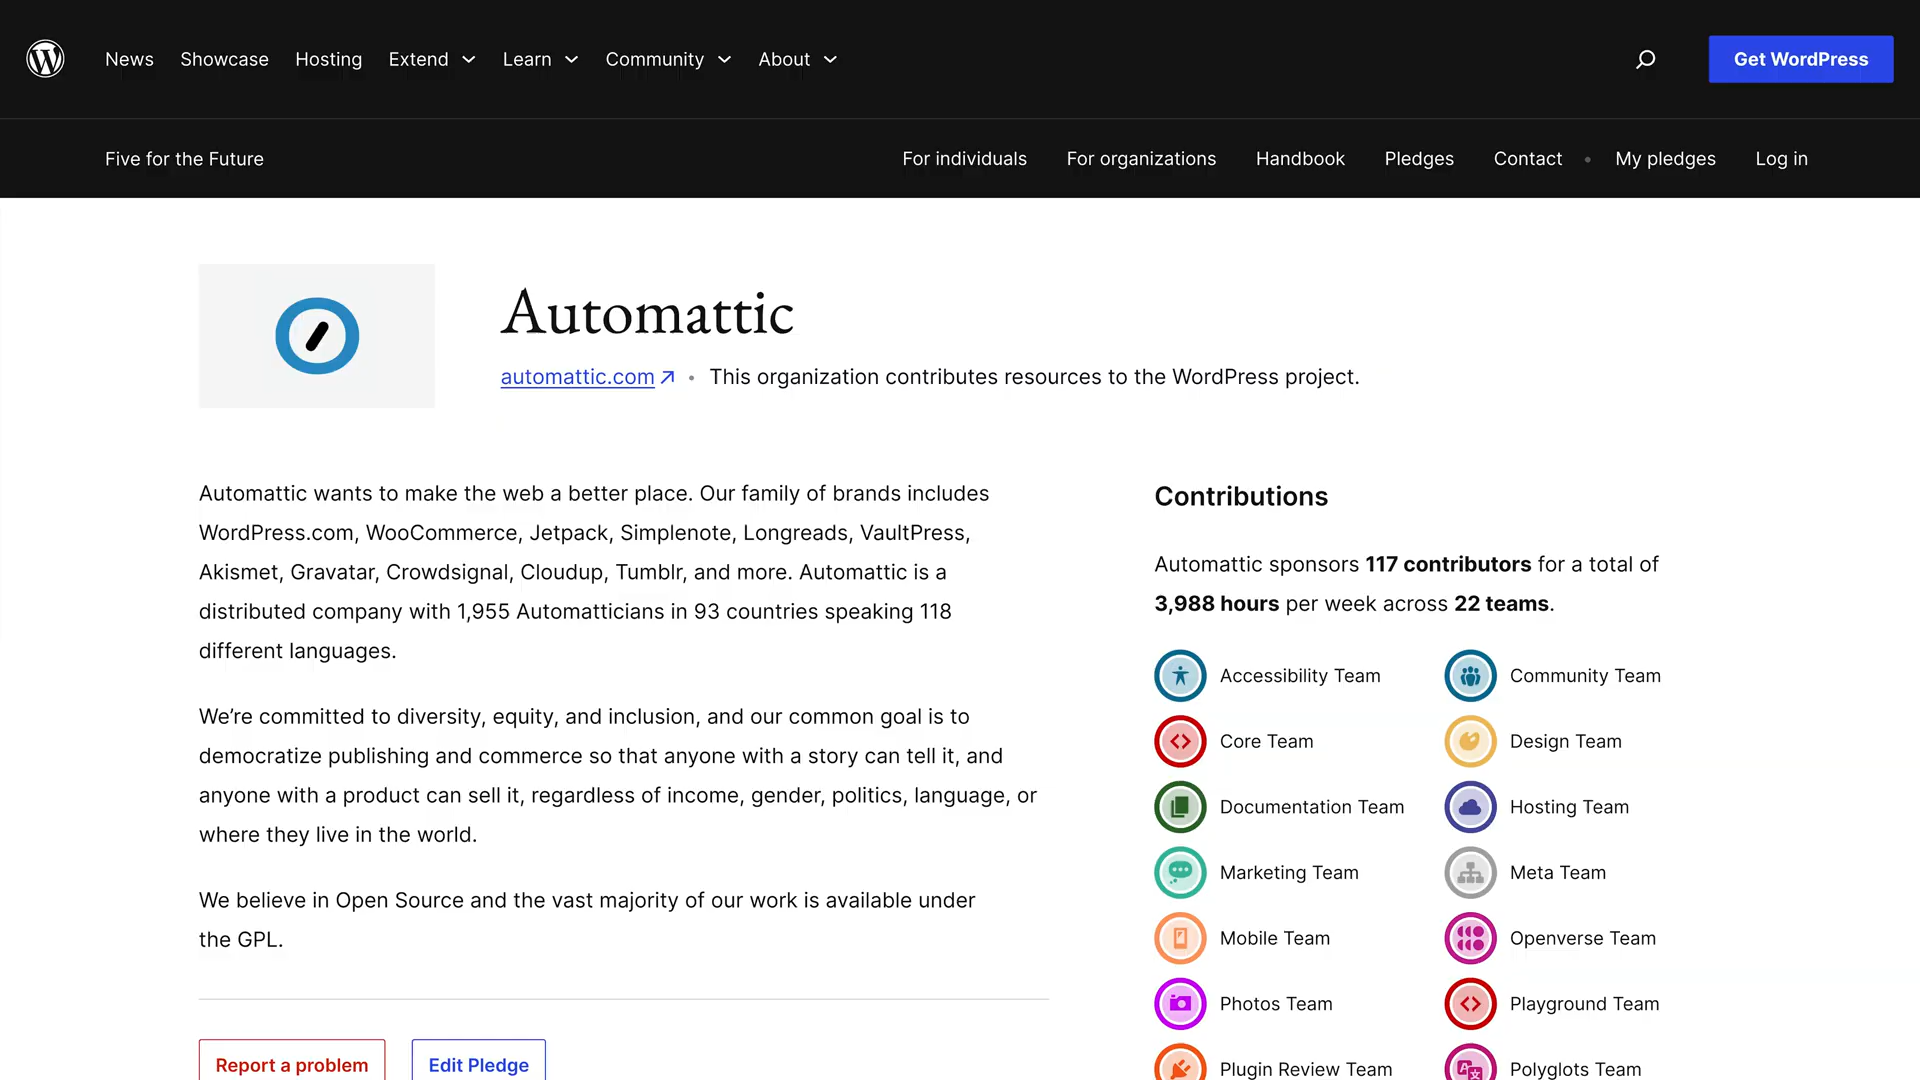 News Showcase Hosting Extend Learn Community About
Get WordPress
Five for the Future
For individuals For organizations Handbook Pledges Contact • My pledges Log in
Automattic
automattic.com ↗ • This organization contributes resources to the WordPress project.
Automattic wants to make the web a better place. Our family of brands includes
WordPress.com, WooCommerce, Jetpack, Simplenote, Longreads, VaultPress,
Akismet, Gravatar, Crowdsignal, Cloudup, Tumblr, and more. Automattic is a
distributed company with 1,955 Automatticians in 93 countries speaking 118
different languages.
We’re committed to diversity, equity, and inclusion, and our common goal is to
democratize publishing and commerce so that anyone with a story can tell it, and
anyone with a product can sell it, regardless of income, gender, politics, language, or
where they live in the world.
We believe in Open Source and the vast majority of our work is available under
the GPL.
Report a problem
Edit Pledge
Contributions
Automattic sponsors 117 contributors for a total of
3,988 hours per week across 22 teams.
Accessibility Team
Community Team
Core Team
Design Team
Documentation Team
Hosting Team
Marketing Team
Meta Team
Mobile Team
Openverse Team
Photos Team
Playground Team
Plugin Review Team
Polyglots Team